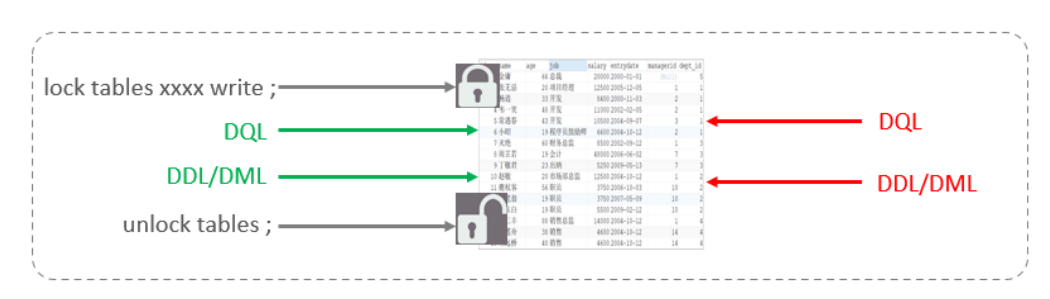 lock tables xxxx write ;
DQL
DDL/DML
unlock tables ;
name age job salary entrydate managerid dept_id
66 总裁 20000 2000-01-01 (Null) 5
无忌 20 项目经理 12500 2005-12-05 1 1
33 开发 8400 2000-11-03 2 1
一笑 48 开发 11000 2002-02-05 2 1
5 常遇春 43 开发 10500 2004-09-07 3 1
6 小昭 19 程序员鼓励师 6600 2004-10-12 2 1
7 灭绝 60 财务总监 8500 2002-09-12 1 3
8 周芷若 19 会计 48000 2006-06-02 7 3
9 丁敏君 23 出纳 5250 2009-05-13 7 3
10 赵敏 20 市场部总监 12500 2004-10-12 1 2
11 鹿杖客 56 职员 3750 2006-10-03 10 2
19 职员 3750 2007-05-09 10 2
白 19 职员 5500 2009-02-12 10 2
88 销售总监 14000 2004-10-12 1 4
舟 38 销售 4600 2004-10-12 14 4
桥 40 销售 4600 2004-10-12 14 4
DQL
DDL/DML